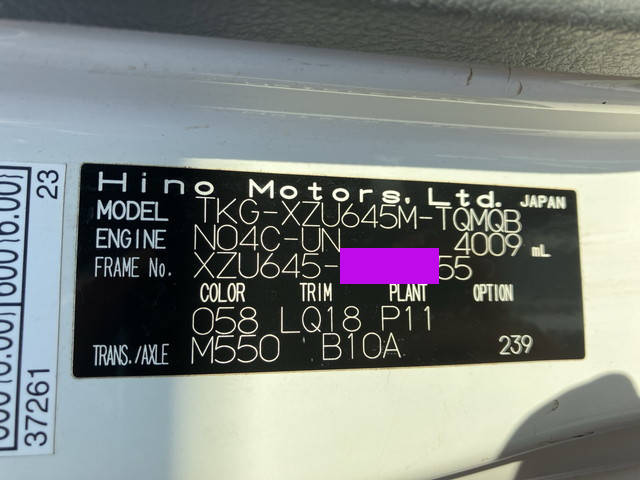 Hino Motors, Ltd. JAPAN
MODEL TKG-XZU645M-TQMQB
ENGINE N04C-UN 4009 mL
FRAME No. XZU645- 55
COLOR TRIM PLANT OPTION
058 LQ18 P11
TRANS./AXLE M550 B10A 239
23
37261